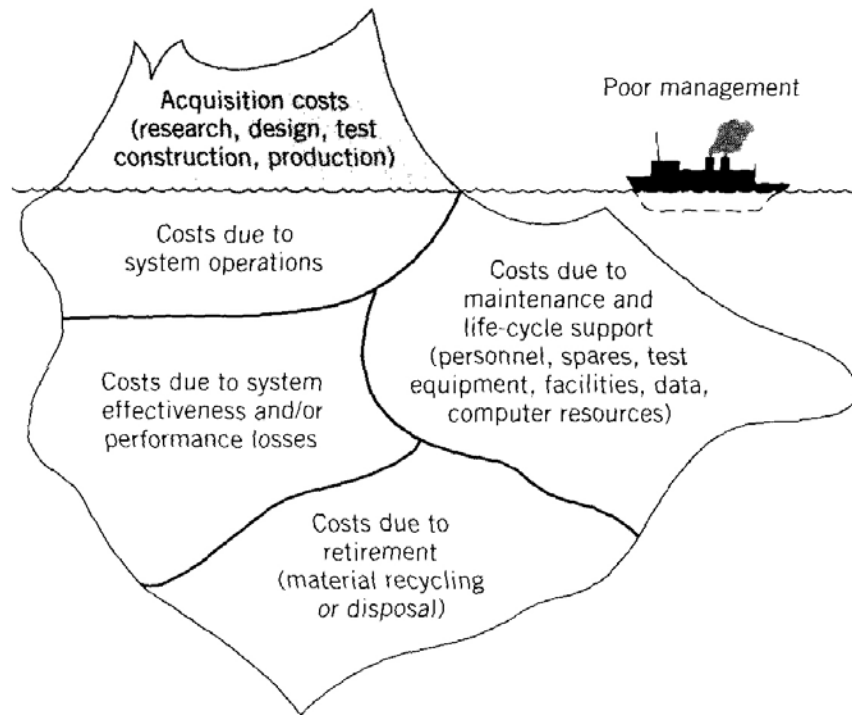 Acquisition costs
(research, design, test
construction, production)
Poor management
Costs due to
system operations
Costs due to
maintenance and
life-cycle support
(personnel, spares, test
equipment, facilities, data,
computer resources)
Costs due to system
effectiveness and/or
performance losses
Costs due to
retirement
(material recycling
or disposal)